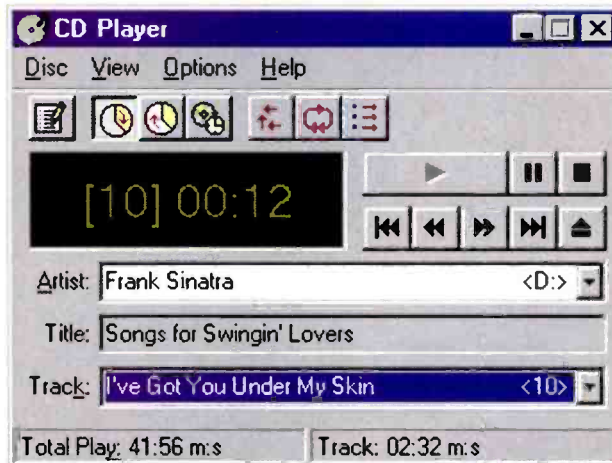 CD Player
Disc View Options Help
[10] 00:12
Artist: Frank Sinatra <D:>
Title: Songs for Swingin' Lovers
Track: I've Got You Under My Skin <10>
Total Play: 41:56 m:s Track: 02:32 m:s